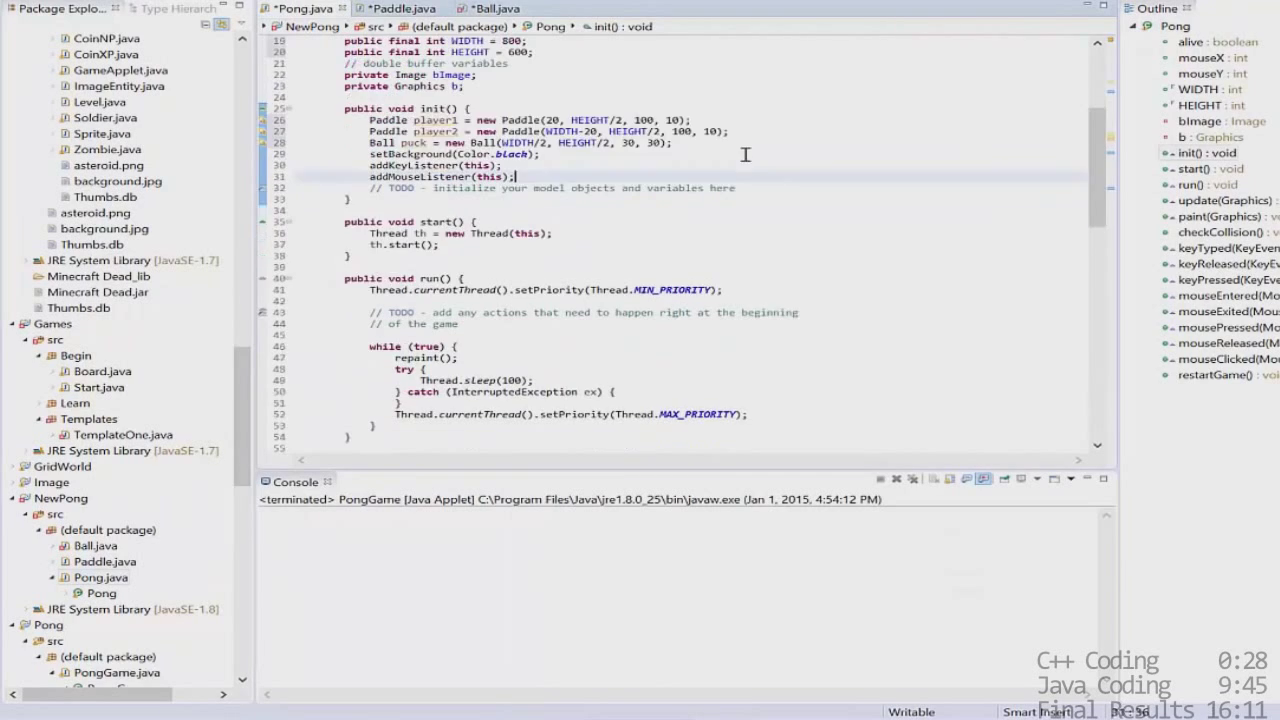 Package Explo...
Type Hierarch
CoinNP.java
CoinXP.java
GameApplet.java
ImageEntity.java
Level.java
Soldier.java
Sprite.java
Zombie.java
asteroid.png
background.jpg
Thumbs.db
asteroid.png
background.jpg
Thumbs.db
JRE System Library [JavaSE-1.7]
Minecraft Dead_lib
Minecraft Dead.jar
Thumbs.db
Games
src
Begin
Board.java
Start.java
Learn
Templates
TemplateOne.java
JRE System Library [JavaSE-1.7]
GridWorld
Image
NewPong
src
(default package)
Ball.java
Paddle.java
Pong.java
Pong
JRE System Library [JavaSE-1.8]
Pong
src
(default package)
PongGame.java
*Pong.java
*Paddle.java
*Ball.java
NewPong
src
(default package)
Pong
init() : void
19 public final int WIDTH = 800;
20 public final int HEIGHT = 600;
21 // double buffer variables
22 private Image bImage;
23 private Graphics b;
24
25 public void init() {
26 Paddle player1 = new Paddle(20, HEIGHT/2, 100, 10);
27 Paddle player2 = new Paddle(WIDTH-20, HEIGHT/2, 100, 10);
28 Ball puck = new Ball(WIDTH/2, HEIGHT/2, 30, 30);
29 setBackground(Color.black);
30 addKeyListener(this);
31 addMouseListener(this);
32 // TODO - initialize your model objects and variables here
33 }
34
35 public void start() {
36 Thread th = new Thread(this);
37 th.start();
38 }
39
40 public void run() {
41 Thread.currentThread().setPriority(Thread.MIN_PRIORITY);
42
43 // TODO - add any actions that need to happen right at the beginning
44 // of the game
45
46 while (true) {
47 repaint();
48 try {
49 Thread.sleep(100);
50 } catch (InterruptedException ex) {
51 }
52 Thread.currentThread().setPriority(Thread.MAX_PRIORITY);
53 }
54 }
55
Console
<terminated> PongGame [Java Applet] C:\Program Files\Java\jre1.8.0_25\bin\javaw.exe (Jan 1, 2015, 4:54:12 PM)
Outline
Pong
alive : boolean
mouseX : int
mouseY : int
WIDTH : int
HEIGHT : int
bImage : Image
b : Graphics
init() : void
start() : void
run() : void
update(Graphics)
paint(Graphics) :
checkCollision() :
keyTyped(KeyEven
keyReleased(KeyE
keyPressed(KeyEv
mouseEntered(Mo
mouseExited(Mou
mousePressed(Mo
mouseReleased(M
mouseClicked(Mou
restartGame() : vo
C++ Coding 0:28
Java Coding 9:45
Final Results 16:11
Writable
Smart Insert